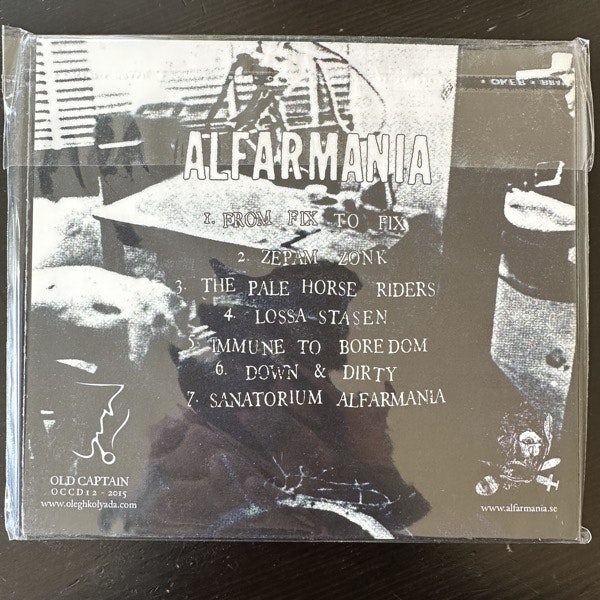 ALFARMANIA
1. FROM FIX TO FIX
2. ZEPAM ZONK
3. THE PALE HORSE RIDERS
4. LOSSA STASEN
5. IMMUNE TO BOREDOM
6. DOWN & DIRTY
7. SANATORIUM ALFARMANIA
OLD CAPTAIN
OCCD12 - 2015
www.oleghkolyada.com
www.alfarmania.se